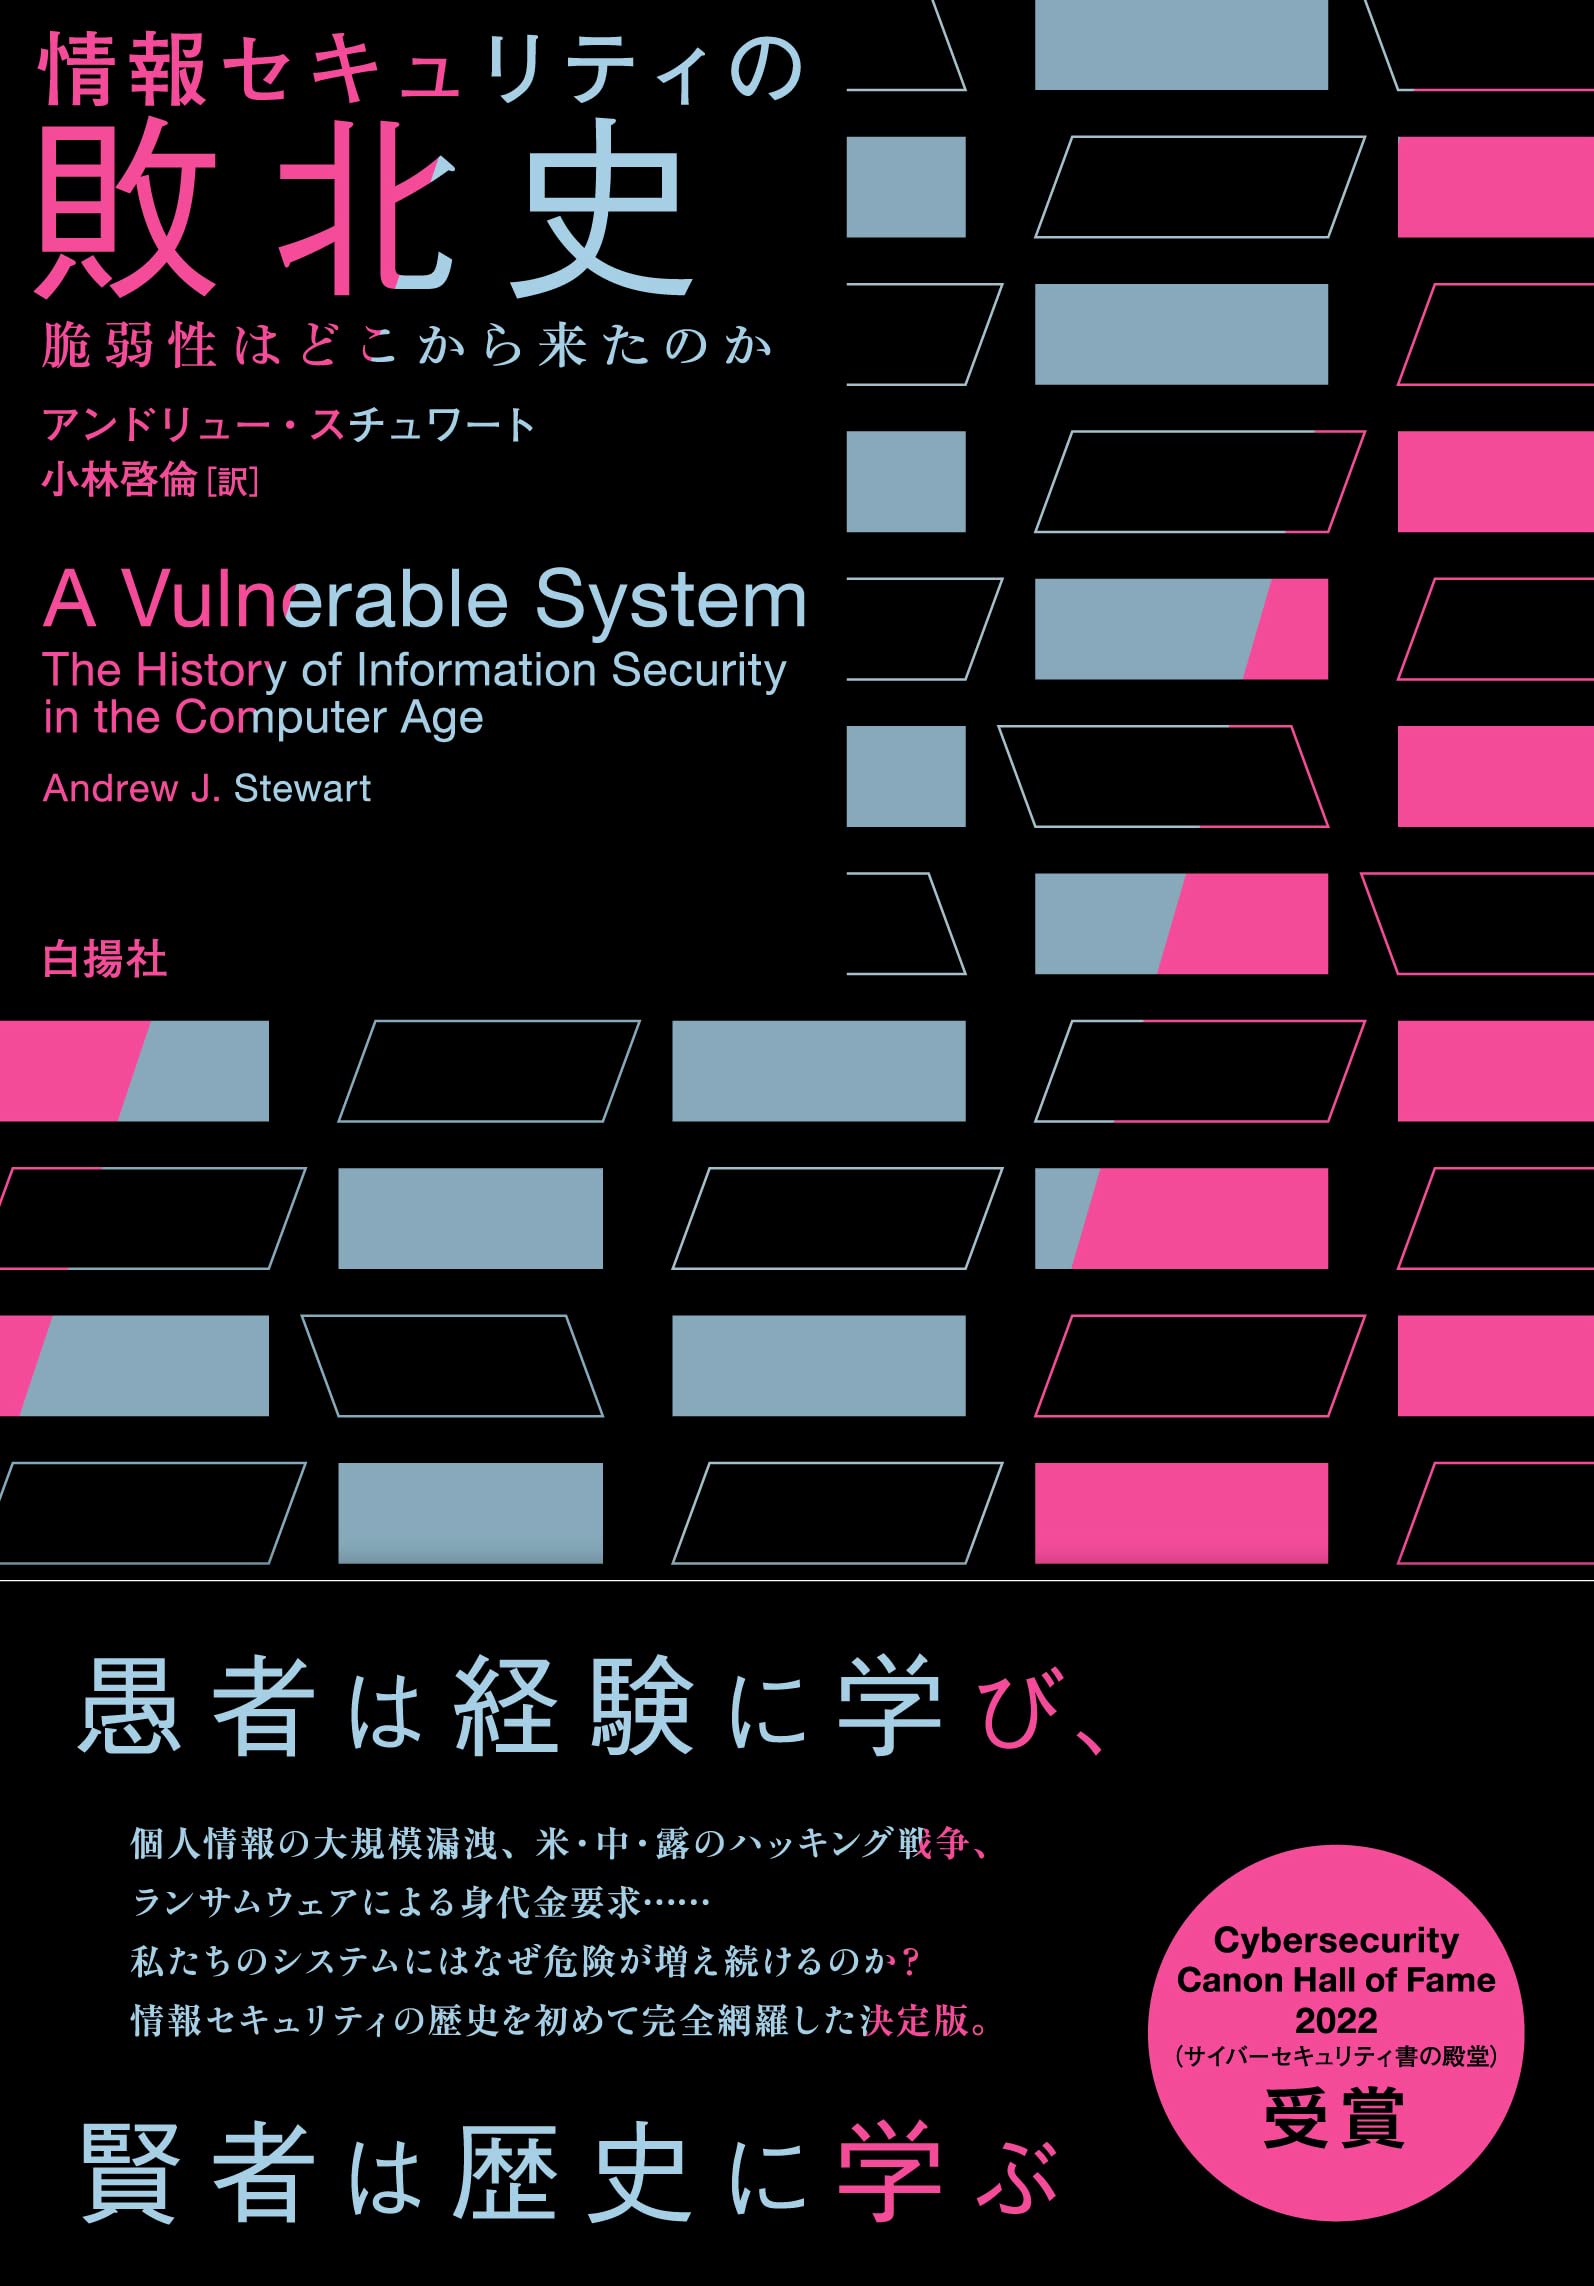 情報セキュリティの
敗北史
脆弱性はどこから来たのか
アンドリュー・スチュワート
小林啓倫[訳]
A Vulnerable System
The History of Information Security
in the Computer Age
Andrew J. Stewart
白揚社
愚者は経験に学び、
個人情報の大規模漏洩、米・中・露のハッキング戦争、
ランサムウェアによる身代金要求……
私たちのシステムにはなぜ危険が増え続けるのか?
情報セキュリティの歴史を初めて完全網羅した決定版。
賢者は歴史に学ぶ
Cybersecurity
Canon Hall of Fame
2022
(サイバーセキュリティ書の殿堂)
受賞